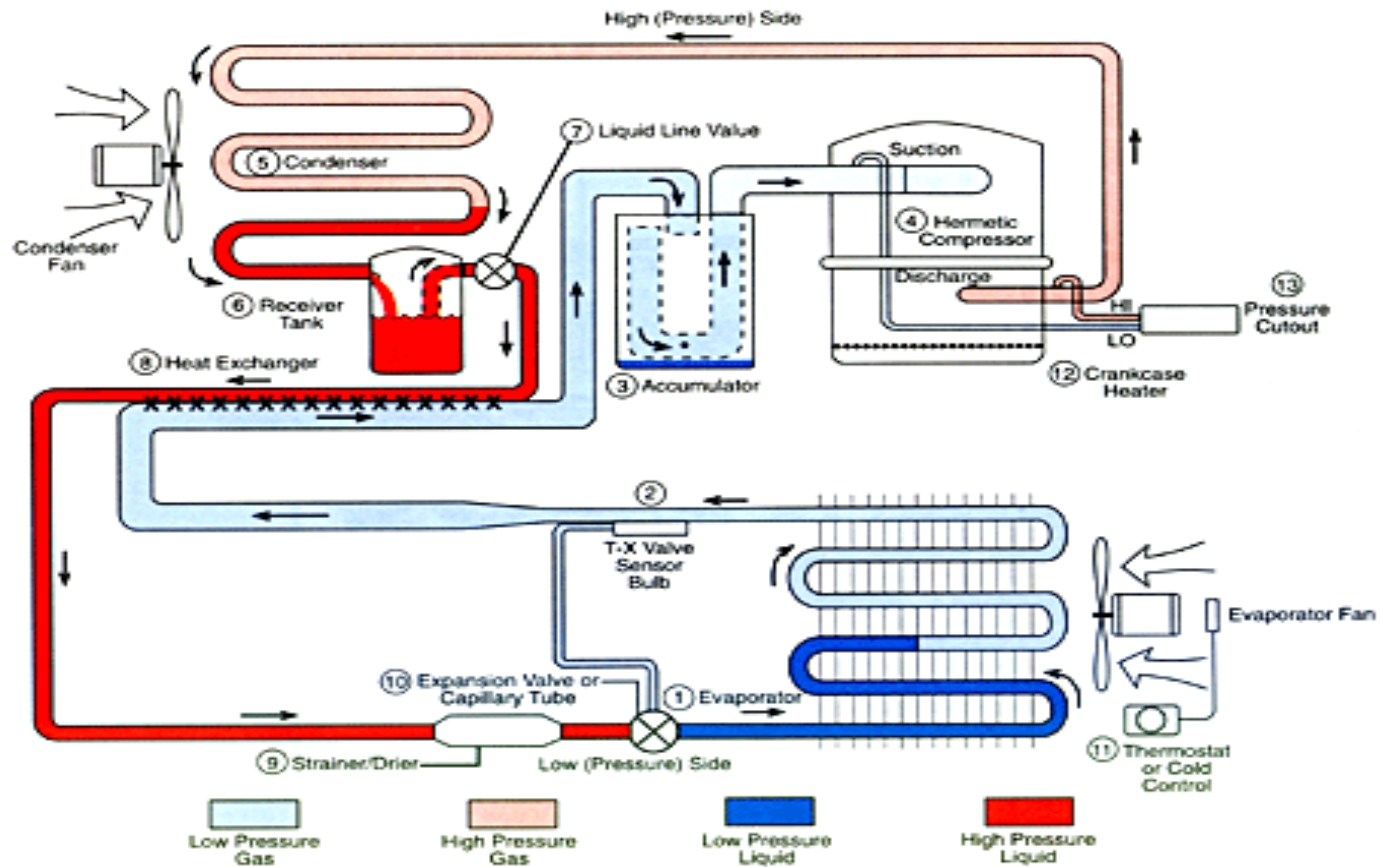 High (Pressure) Side
7 Liquid Line Value
5 Condenser
Suction
Condenser
Fan
4 Hermetic
Compressor
Discharge
6 Receiver
Tank
13
HI
Pressure
Cutout
LO
8 Heat Exchanger
3 Accumulator
12 Crankcase
Heater
2
T-X Valve
Sensor
Bulb
Evaporator Fan
10 Expansion Valve or
Capillary Tube
1 Evaporator
9 Strainer/Drier
Low (Pressure) Side
11 Thermostat
or Cold
Control
Low Pressure
Gas
High Pressure
Gas
Low Pressure
Liquid
High Pressure
Liquid